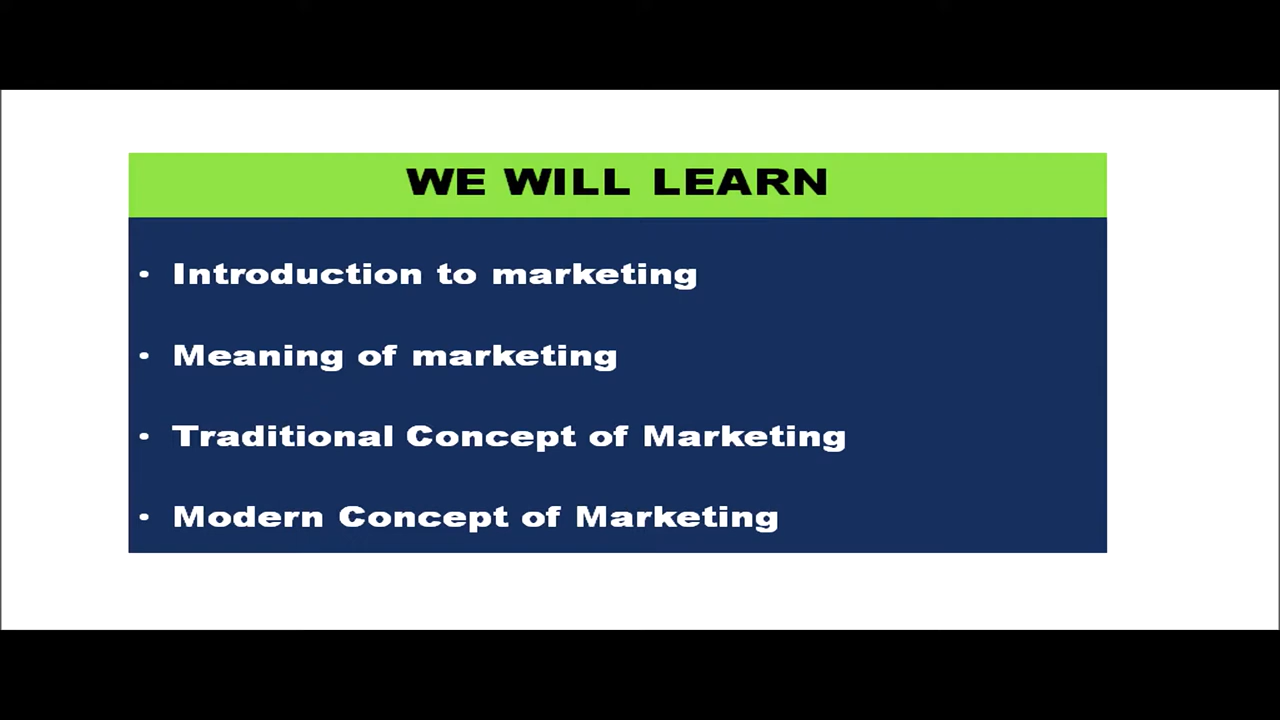 WE WILL LEARN
• Introduction to marketing
• Meaning of marketing
• Traditional Concept of Marketing
• Modern Concept of Marketing